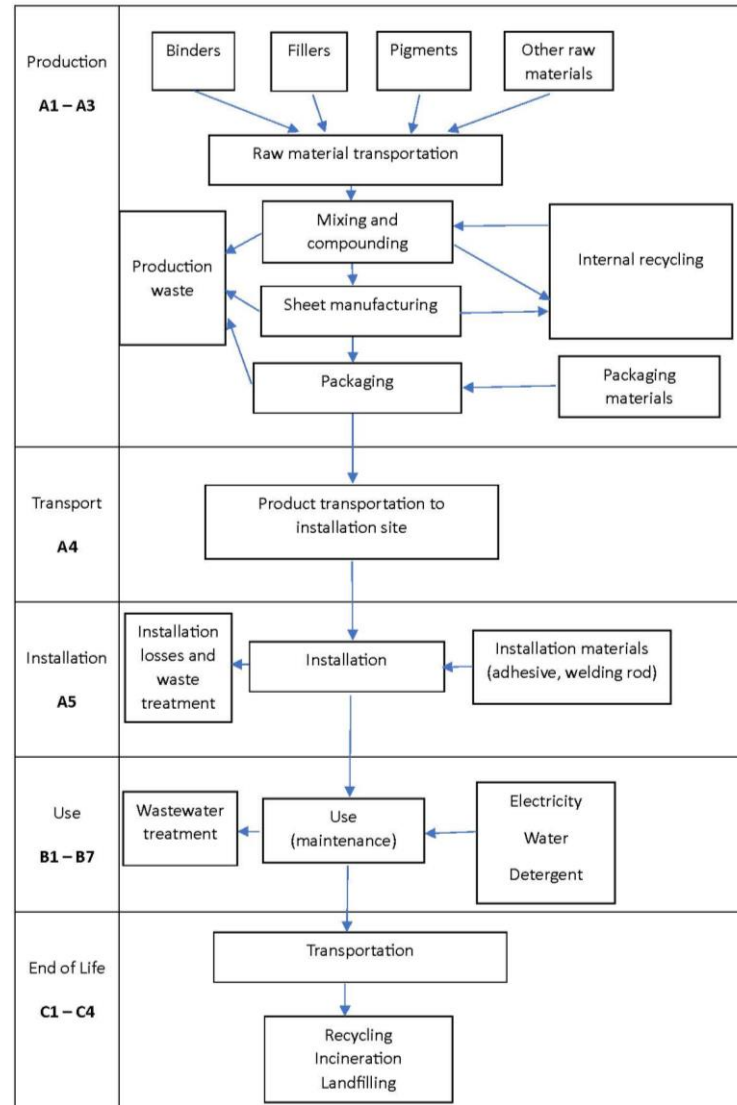 Production
A1 – A3
Binders
Fillers
Pigments
Other raw
materials
Raw material transportation
Mixing and
compounding
Production
waste
Internal recycling
Sheet manufacturing
Packaging
Packaging
materials
Transport
A4
Product transportation to
installation site
Installation
A5
Installation
losses and
waste
treatment
Installation
Installation materials
(adhesive, welding rod)
Use
B1 – B7
Wastewater
treatment
Use
(maintenance)
Electricity
Water
Detergent
End of Life
C1 – C4
Transportation
Recycling
Incineration
Landfilling